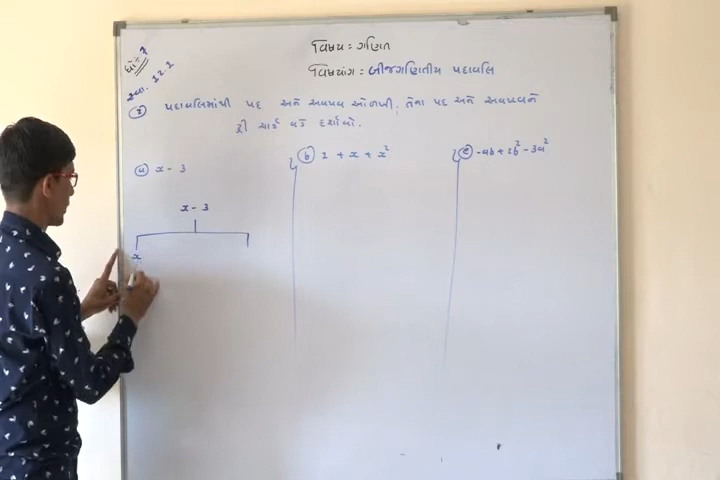 વિષય : ગણિત
વિષયાંગ : બીજગણિતીય પદાવલિ
ધો : 7
સ્વા. 12.1
2 પદાવલિમાંથી પદ અને અવયવ ઓળખી, તેના પદ અને અવયવને
ટ્રી ચાર્ટ વડે દર્શાવો.
a x - 3
b 1 + x + x²
c -ab + 2b² - 3a²
x - 3
x